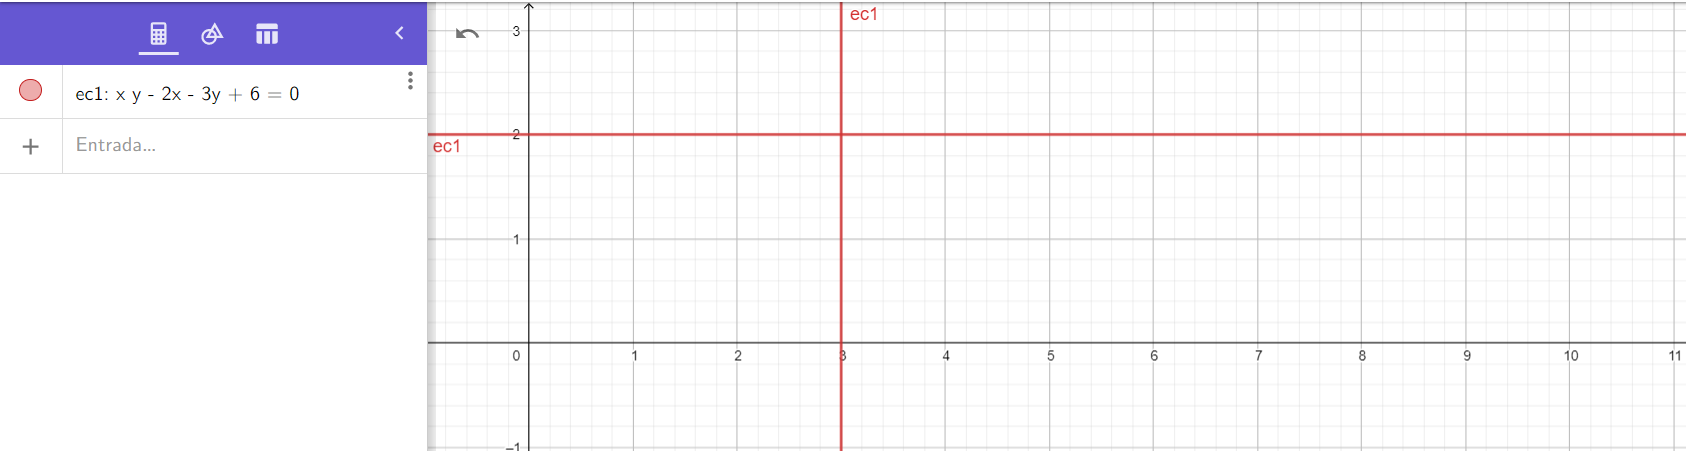 ec1: x y - 2x - 3y + 6 = 0
Entrada...
ec1
3
2
ec1
1
0 1 2 3 4 5 6 7 8 9 10 11
−1